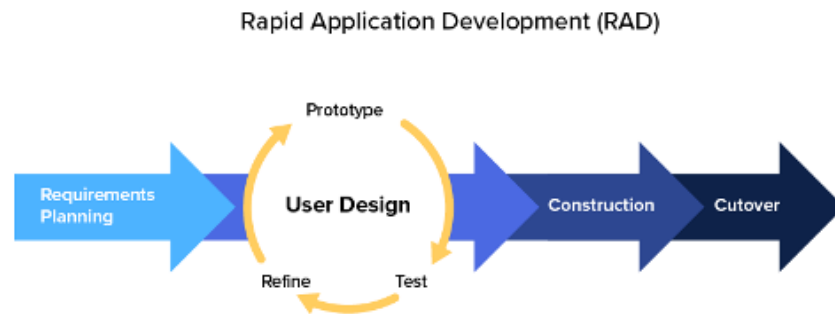 Rapid Application Development (RAD)
Prototype
Requirements
Planning
User Design
Construction
Cutover
Refine
Test